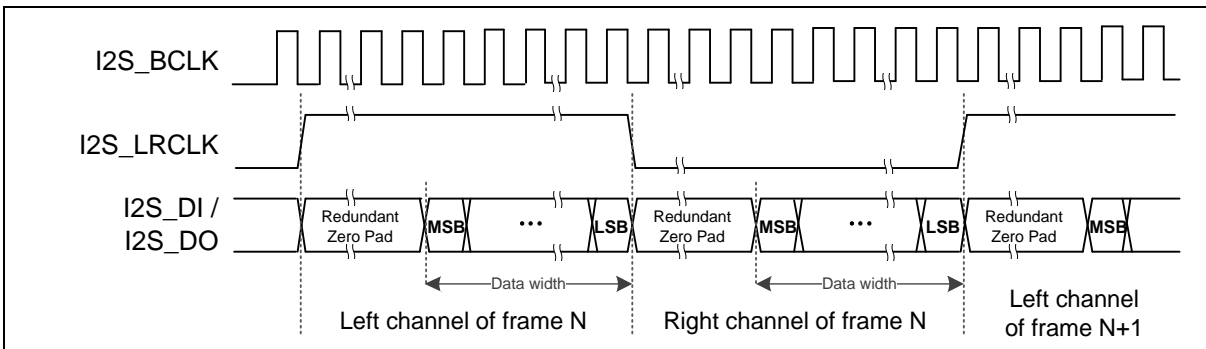 I2S_BCLK
I2S_LRCLK
I2S_DI /
I2S_DO
Redundant
Zero Pad
MSB
...
LSB
Redundant
Zero Pad
MSB
...
LSB
Redundant
Zero Pad
MSB
Data width
Data width
Left channel of frame N
Right channel of frame N
Left channel
of frame N+1